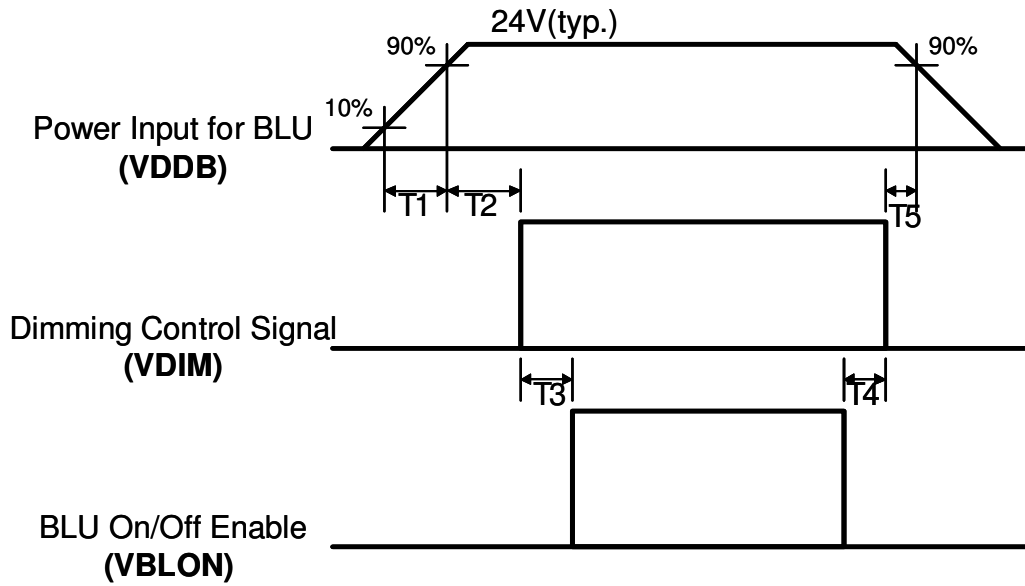 24V(typ.)
90%
90%
10%
Power Input for BLU
(VDDB)
T1
T2
T5
Dimming Control Signal
(VDIM)
T3
T4
BLU On/Off Enable
(VBLON)